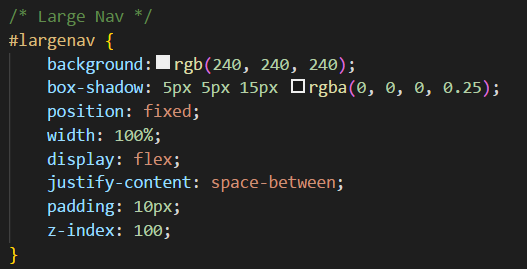 /* Large Nav */
#largenav {
background: rgb(240, 240, 240);
box-shadow: 5px 5px 15px rgba(0, 0, 0, 0.25);
position: fixed;
width: 100%;
display: flex;
justify-content: space-between;
padding: 10px;
z-index: 100;
}